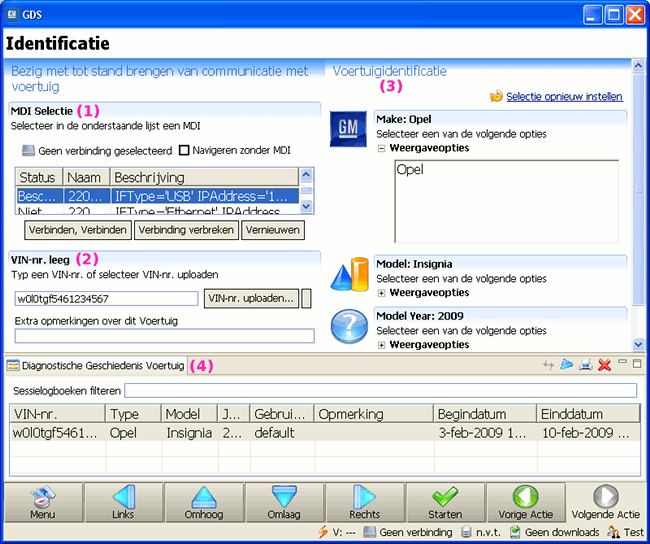 GDS
Identificatie
Bezig met tot stand brengen van communicatie met
voertuig
MDI Selectie (1)
Selecteer in de onderstaande lijst een MDI
Geen verbinding geselecteerd Navigeren zonder MDI
Status Naam Beschrijving
Besc... 220... IFType='USB' IPAddress='1...
Niet 220 IFType='Ethernet' IPAddress
Verbinden, Verbinden Verbinding verbreken Vernieuwen
VIN-nr. leeg (2)
Typ een VIN-nr. of selecteer VIN-nr. uploaden
w0l0tgf5461234567 VIN-nr. uploaden...
Extra opmerkingen over dit Voertuig
Voertuigidentificatie
(3)
Selectie opnieuw instellen
GM
Make: Opel
Selecteer een van de volgende opties
Weergaveopties
Opel
Model: Insignia
Selecteer een van de volgende opties
Weergaveopties
Model Year: 2009
Selecteer een van de volgende opties
Weergaveopties
Diagnostische Geschiedenis Voertuig (4)
Sessielogboeken filteren
VIN-nr. Type Model J... Gebrui... Opmerking Begindatum Einddatum
w0l0tgf5461... Opel Insignia 2... default 3-feb-2009 1... 10-feb-2009 ...
Menu Links Omhoog Omlaag Rechts Starten Vorige Actie Volgende Actie
V: --- Geen verbinding n.v.t. Geen downloads Test